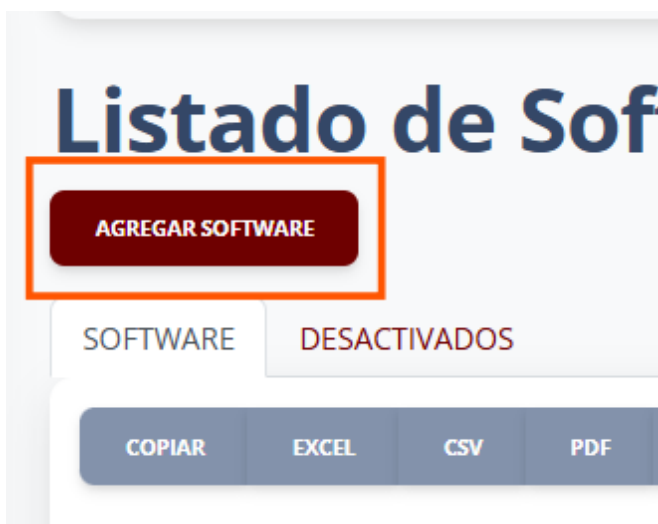 Listado de Sof
AGREGAR SOFTWARE
SOFTWARE DESACTIVADOS
COPIAR EXCEL CSV PDF